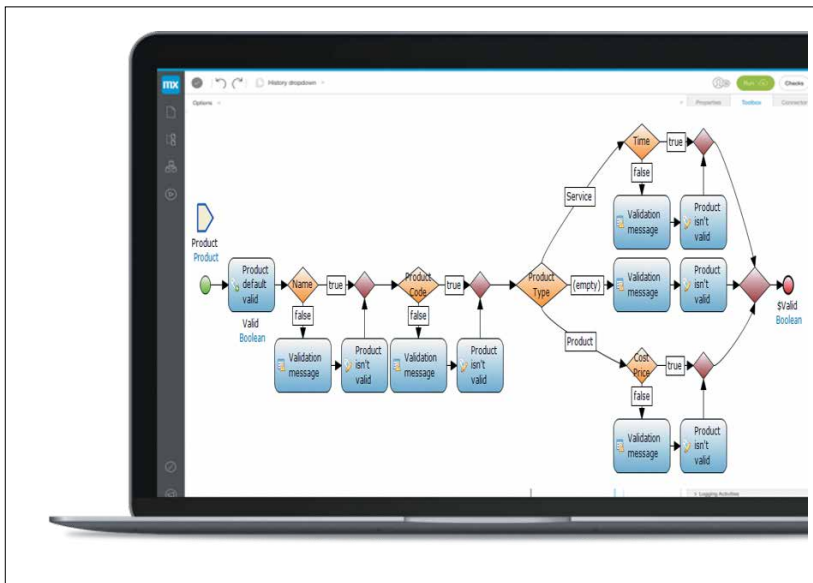 mx
History dropdown
Run
Checks
Options
Properties
Toolbox
Connector
Product
Product
Product
default
valid
Valid
Boolean
Name
true
false
Validation
message
Product
isn't
valid
Product
Code
true
false
Validation
message
Product
isn't
valid
Product
Type
Service
Time
true
false
Validation
message
Product
isn't
valid
(empty)
Validation
message
Product
isn't
valid
Product
Cost
Price
true
false
Validation
message
Product
isn't
valid
$Valid
Boolean
Logging Activities